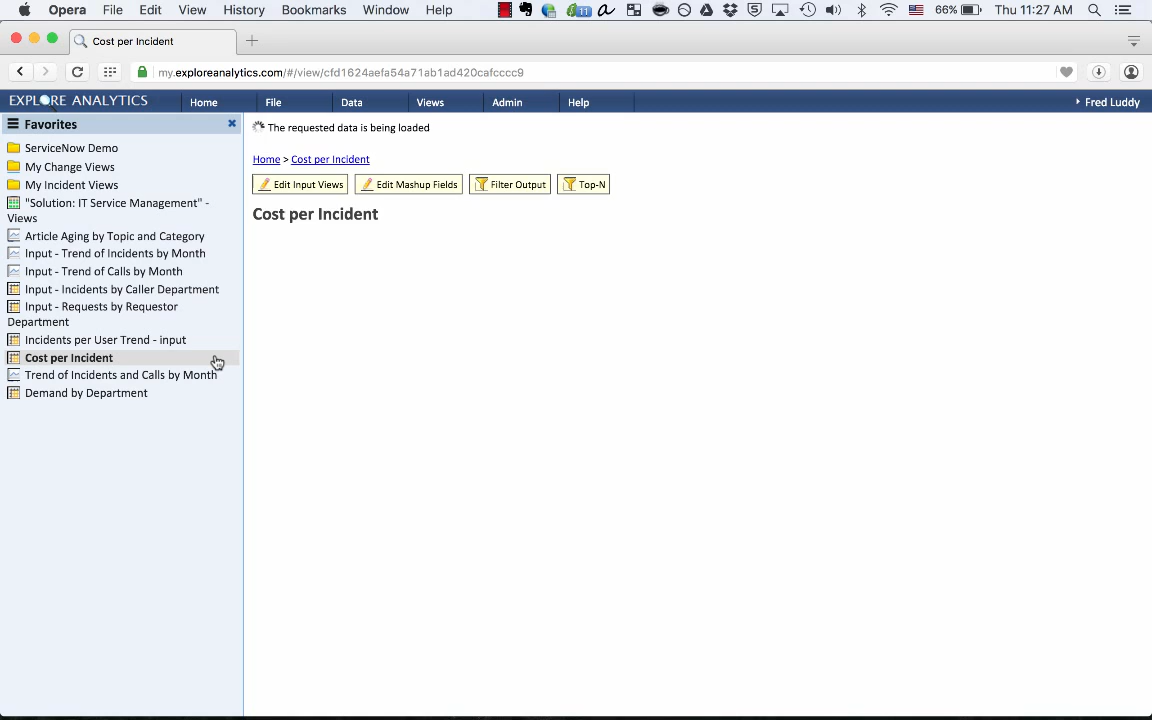 Opera File Edit View History Bookmarks Window Help 11 66% Thu 11:27 AM
Cost per Incident
my.exploreanalytics.com/#/view/cfd1624aefa54a71ab1ad420cafcccc9
EXPLORE ANALYTICS Home File Data Views Admin Help Fred Luddy
Favorites
ServiceNow Demo
My Change Views
My Incident Views
"Solution: IT Service Management" -
Views
Article Aging by Topic and Category
Input - Trend of Incidents by Month
Input - Trend of Calls by Month
Input - Incidents by Caller Department
Input - Requests by Requestor
Department
Incidents per User Trend - input
Cost per Incident
Trend of Incidents and Calls by Month
Demand by Department
The requested data is being loaded
Home > Cost per Incident
Edit Input Views Edit Mashup Fields Filter Output Top-N
Cost per Incident